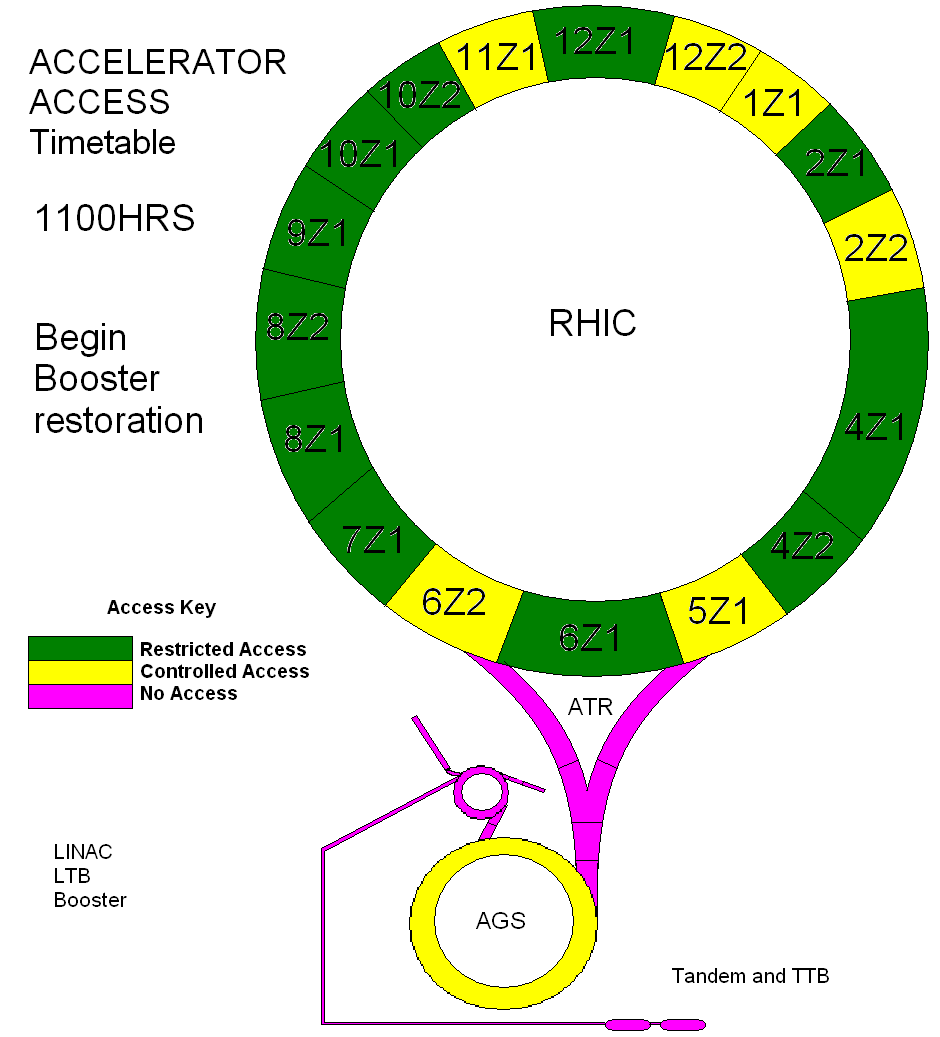 ACCELERATOR
ACCESS
Timetable
1100HRS
Begin
Booster
restoration
12Z1
11Z1
12Z2
10Z2
1Z1
10Z1
2Z1
9Z1
2Z2
8Z2
RHIC
8Z1
4Z1
7Z1
4Z2
6Z2
6Z1
5Z1
Access Key
Restricted Access
Controlled Access
No Access
ATR
LINAC
LTB
Booster
AGS
Tandem and TTB